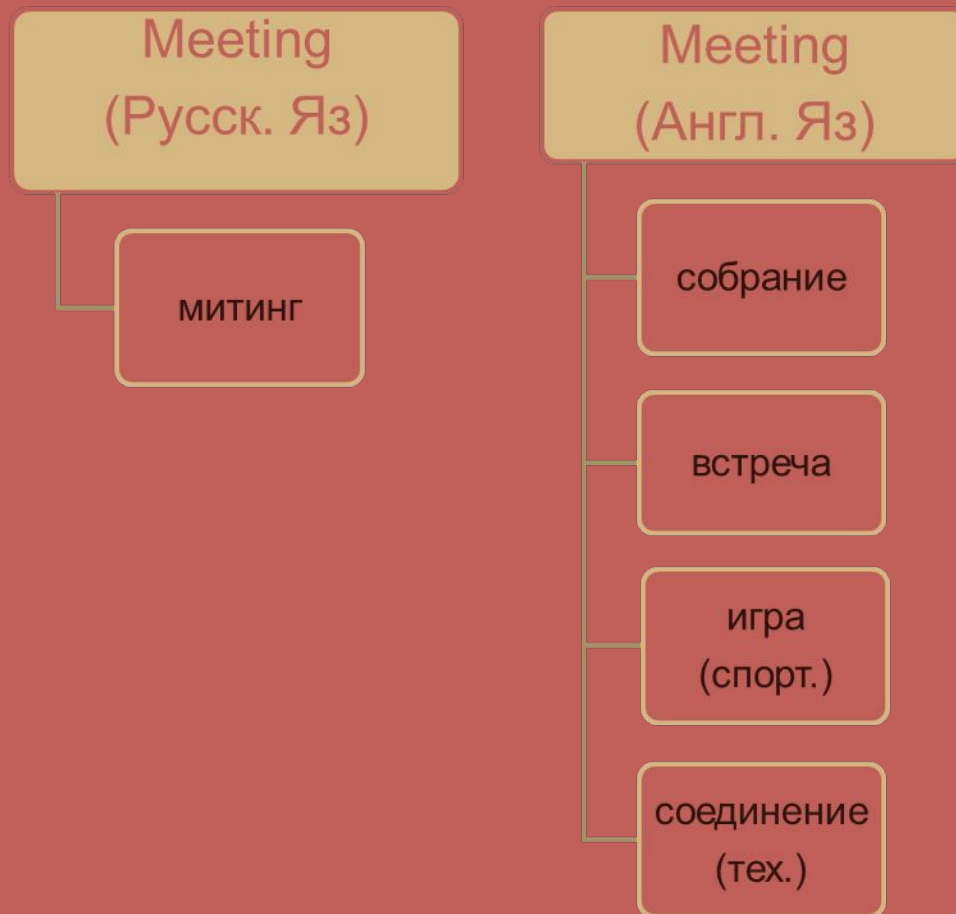 Meeting
(Русск. Яз)
митинг
Meeting
(Англ. Яз)
собрание
встреча
игра
(спорт.)
соединение
(тех.)